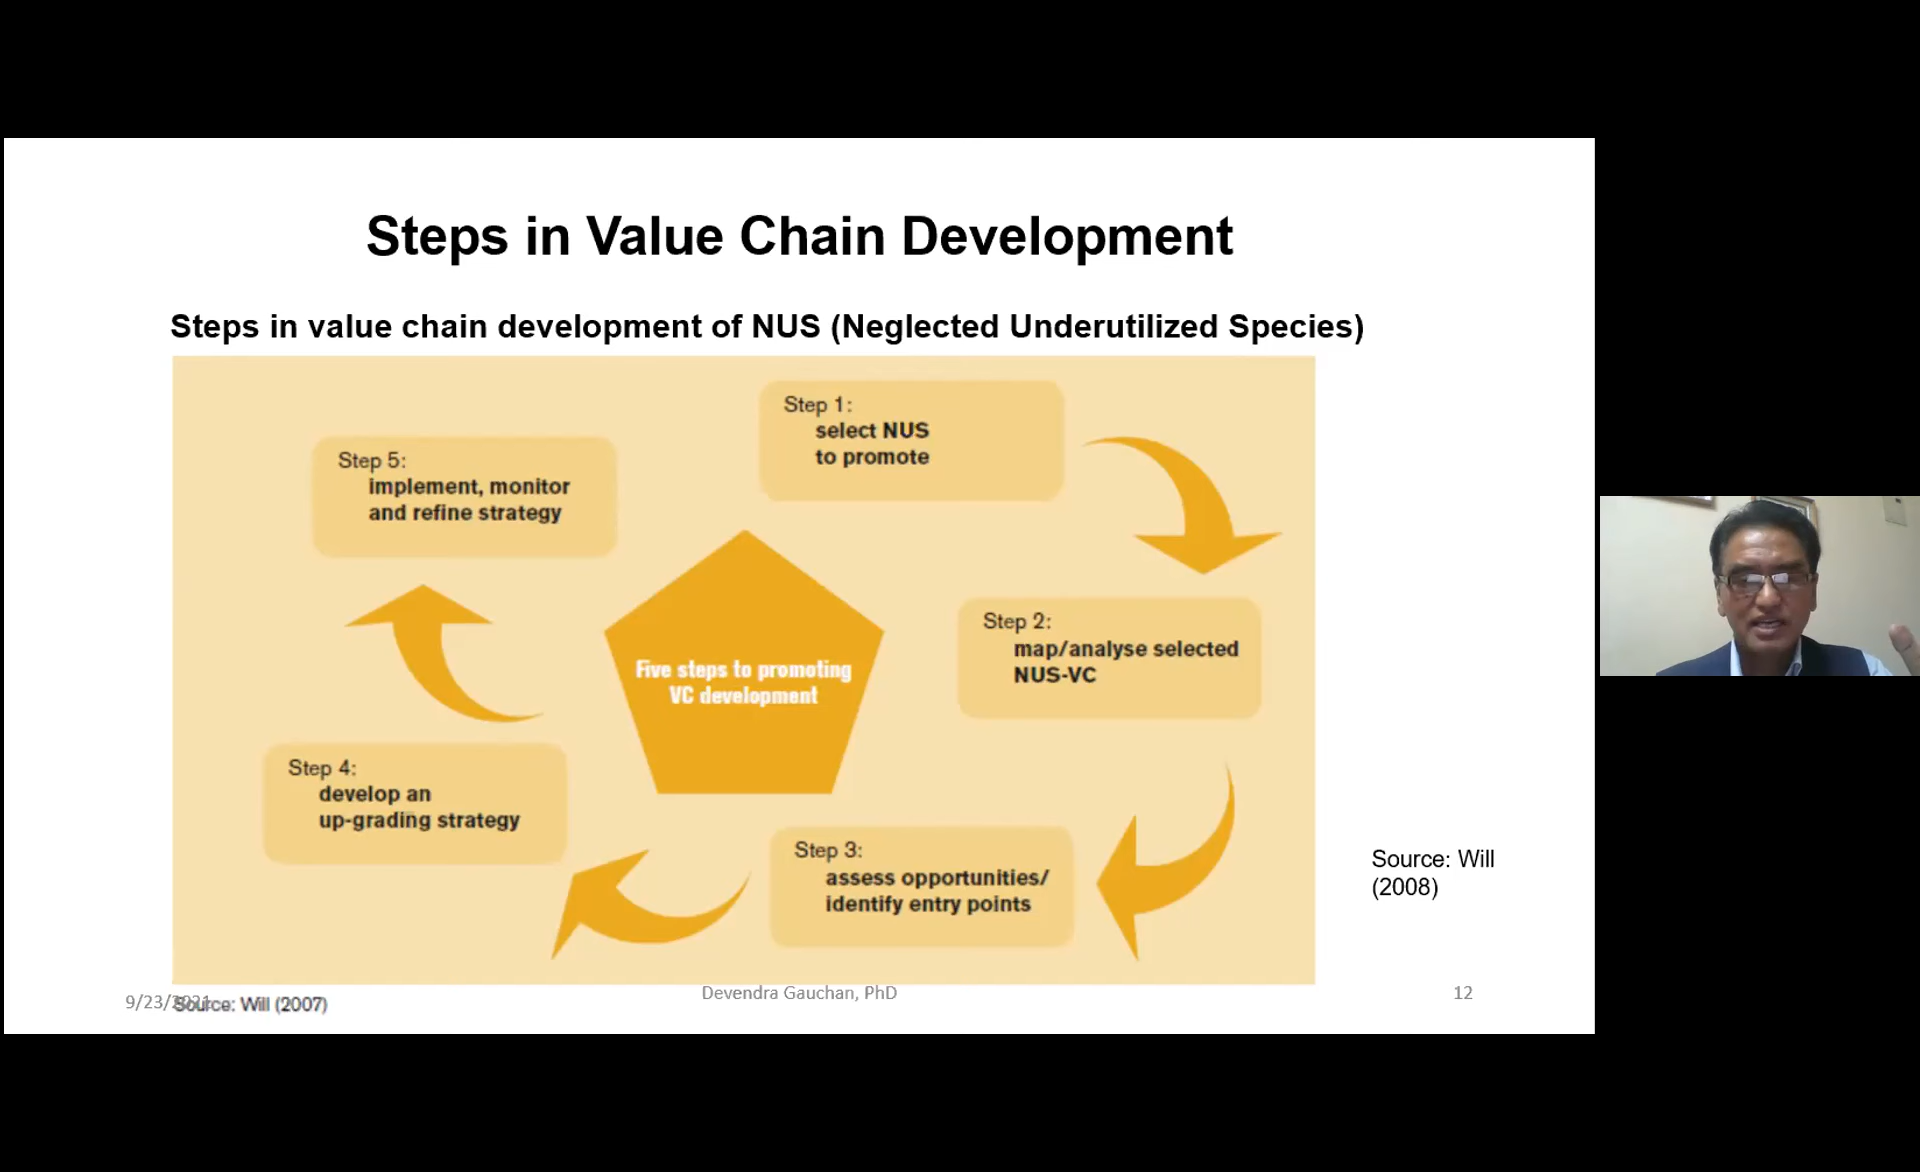 Steps in Value Chain Development
Steps in value chain development of NUS (Neglected Underutilized Species)
Step 1:
select NUS
to promote
Step 2:
map/analyse selected
NUS-VC
Step 3:
assess opportunities/
identify entry points
Step 4:
develop an
up-grading strategy
Step 5:
implement, monitor
and refine strategy
Five steps to promoting
VC development
Source: Will
(2008)
9/23/2021
Source: Will (2007)
Devendra Gauchan, PhD
12